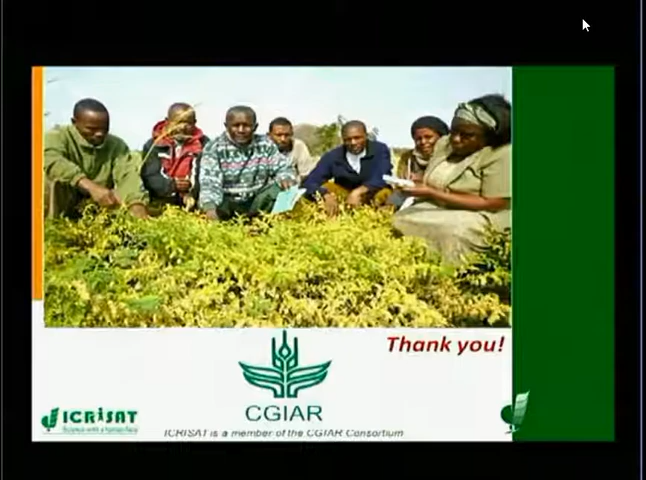 Thank you!
CGIAR
ICRISAT
Science with a human face
ICRISAT is a member of the CGIAR Consortium